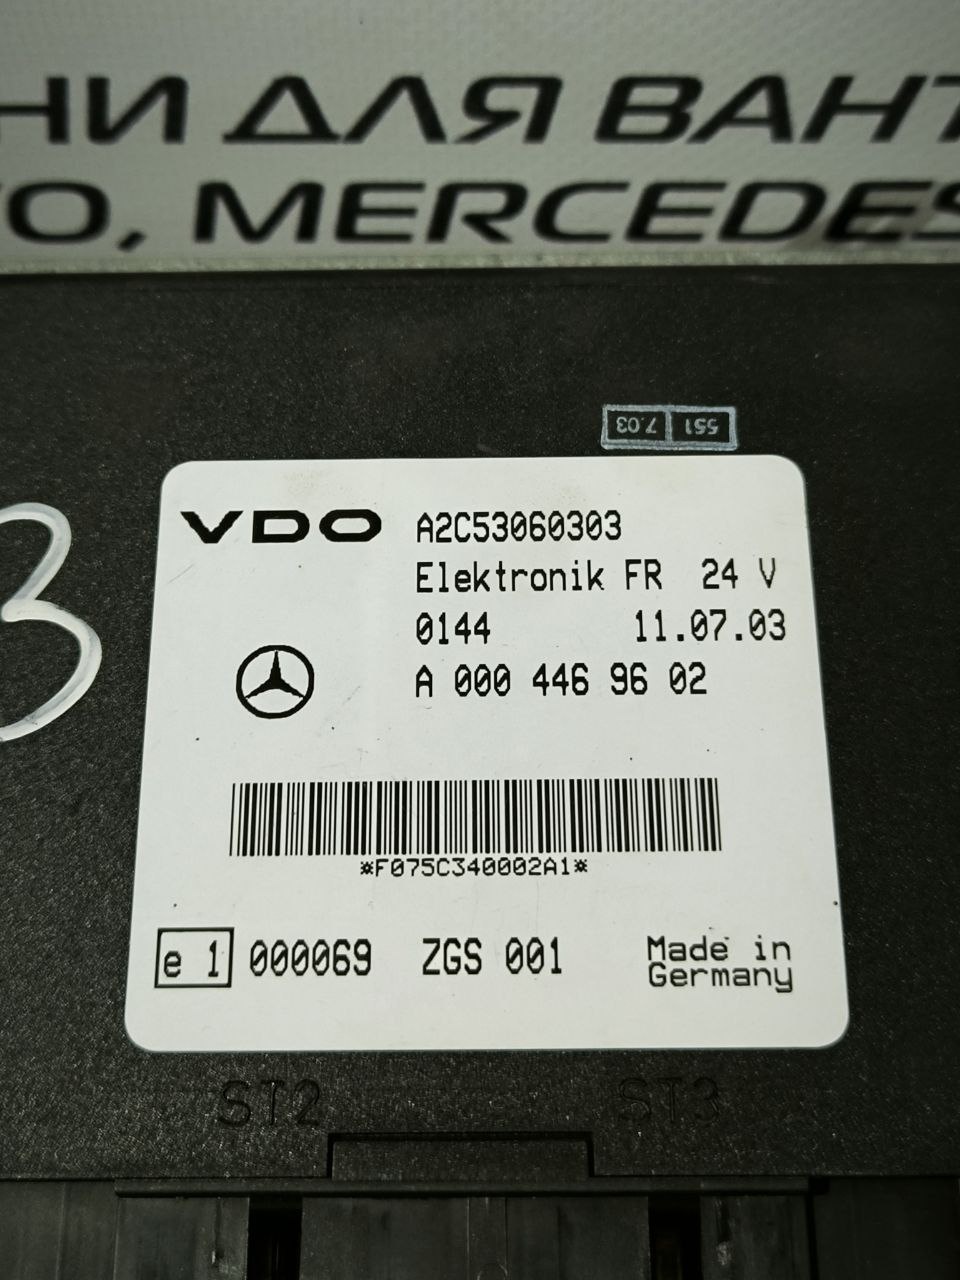 НИ ДЛЯ ВАНТ
О, MERCEDES
7.03 551
3
VDO A2C53060303
Elektronik FR 24 V
0144 11.07.03
A 000 446 96 02
*F075C340002A1*
e 1 000069 ZGS 001 Made in
Germany
ST2 ST3